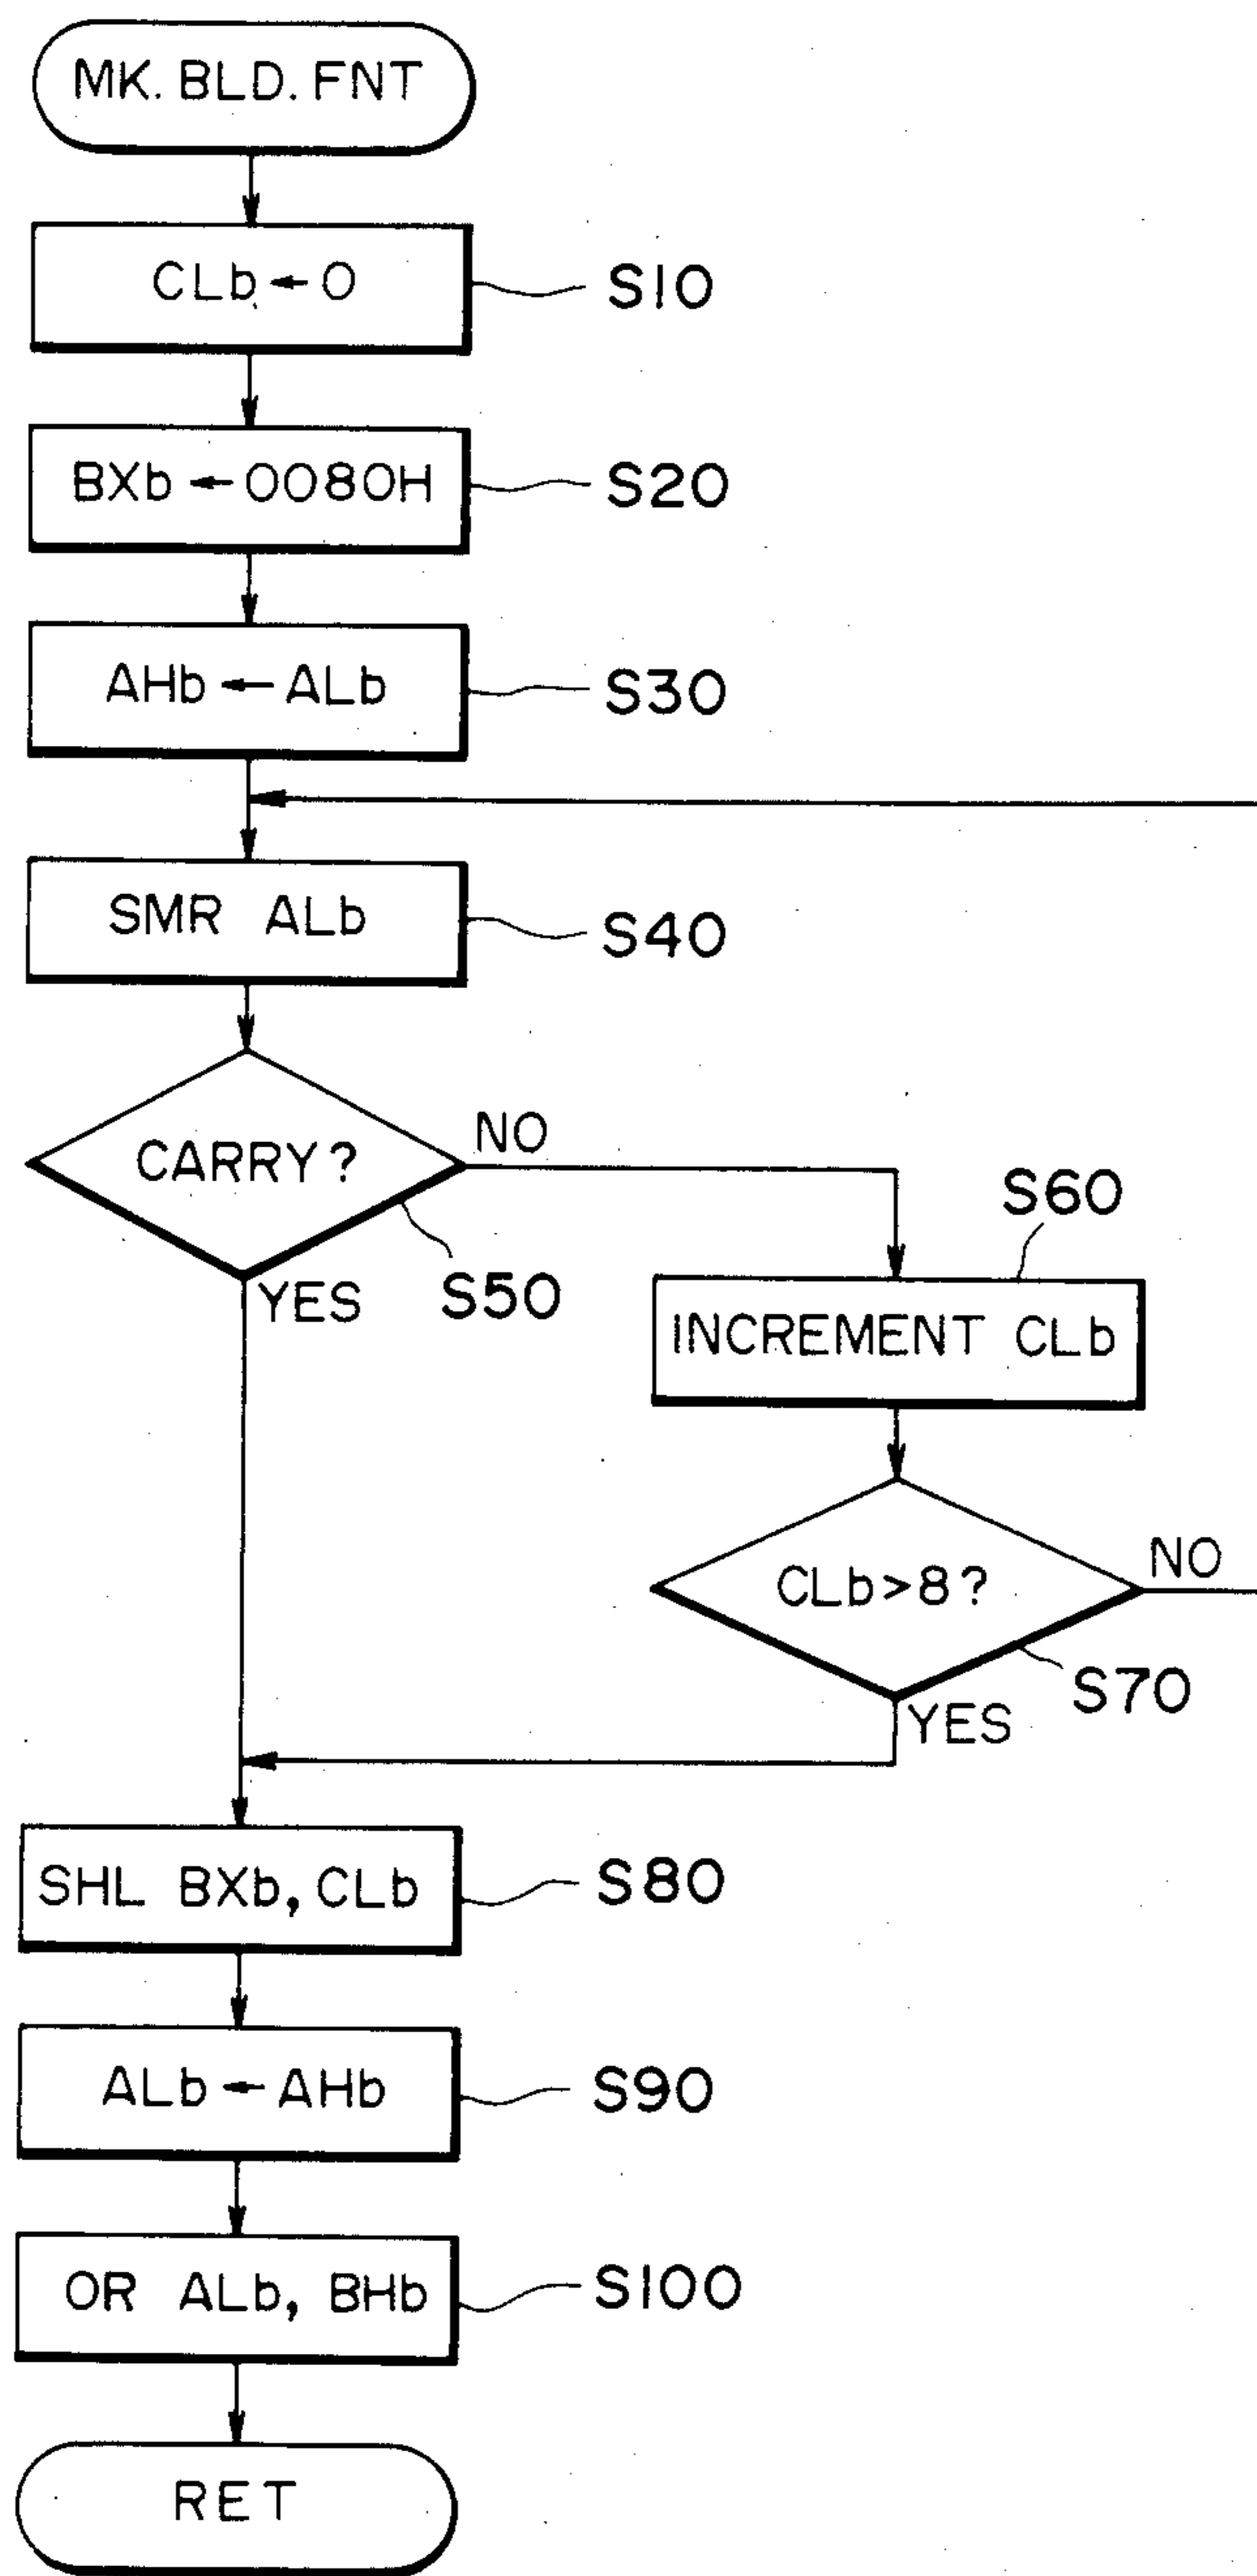 MK. BLD. FNT
CLb ← 0
S10
BXb ← 0080H
S20
AHb ← ALb
S30
SMR ALb
S40
CARRY?
NO
YES
S50
S60
INCREMENT CLb
CLb>8?
NO
YES
S70
SHL BXb, CLb
S80
ALb ← AHb
S90
OR ALb, BHb
S100
RET